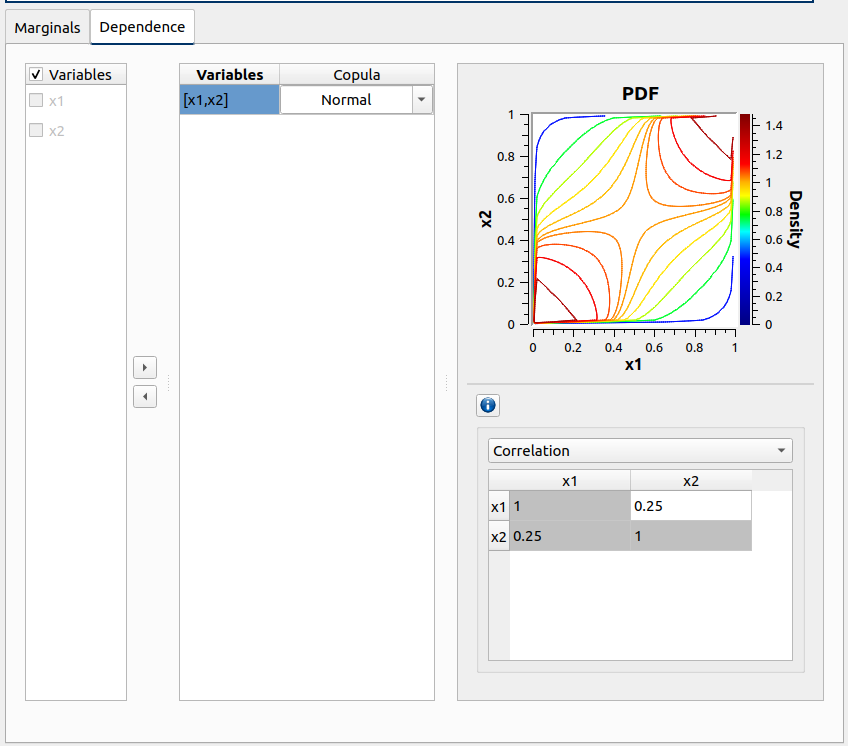 Marginals Dependence
Variables
x1
x2
Variables Copula
[x1,x2] Normal
PDF
1
0.8
0.6
0.4
0.2
0
x2
0 0.2 0.4 0.6 0.8 1
x1
1.4
1.2
1
0.8
0.6
0.4
0.2
0
Density
Correlation
x1 x2
x1 1 0.25
x2 0.25 1